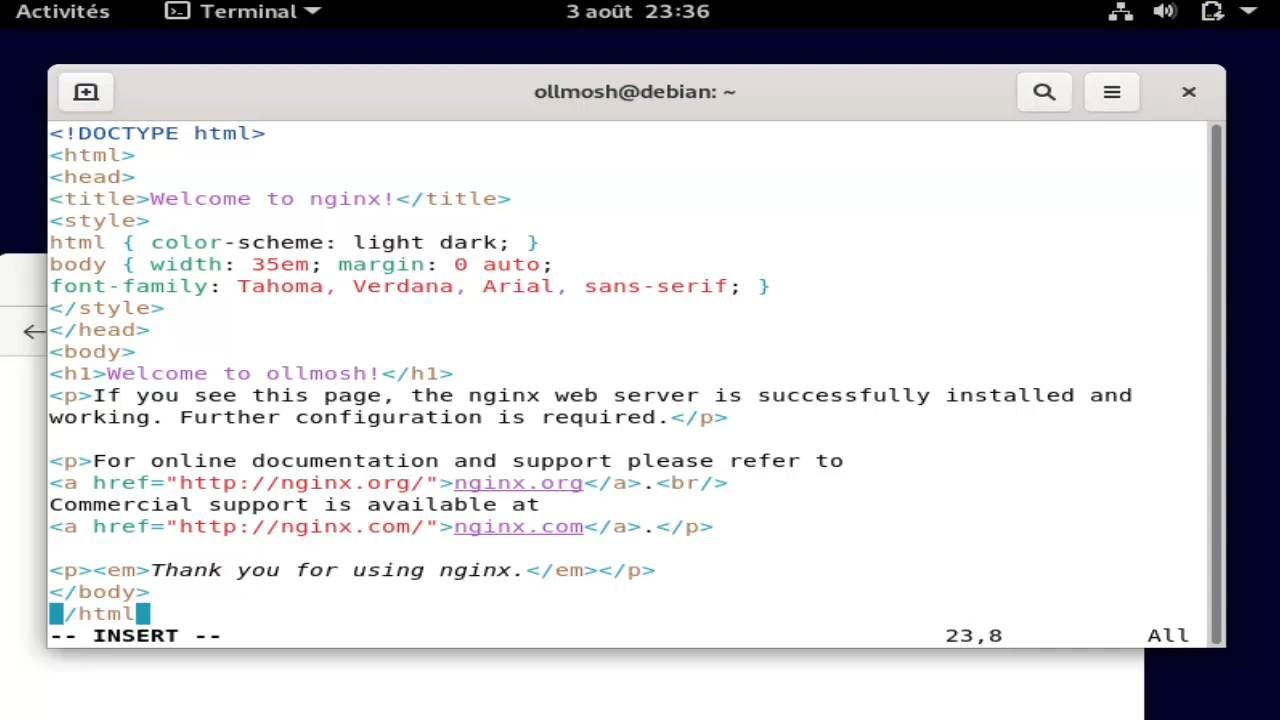 Activités Terminal 3 août 23:36
ollmosh@debian: ~
<!DOCTYPE html>
<html>
<head>
<title>Welcome to nginx!</title>
<style>
html { color-scheme: light dark; }
body { width: 35em; margin: 0 auto;
font-family: Tahoma, Verdana, Arial, sans-serif; }
</style>
</head>
<body>
<h1>Welcome to ollmosh!</h1>
<p>If you see this page, the nginx web server is successfully installed and
working. Further configuration is required.</p>

<p>For online documentation and support please refer to
<a href="http://nginx.org/">nginx.org</a>.<br/>
Commercial support is available at
<a href="http://nginx.com/">nginx.com</a>.</p>

<p><em>Thank you for using nginx.</em></p>
</body>
</html>
-- INSERT -- 23,8 All